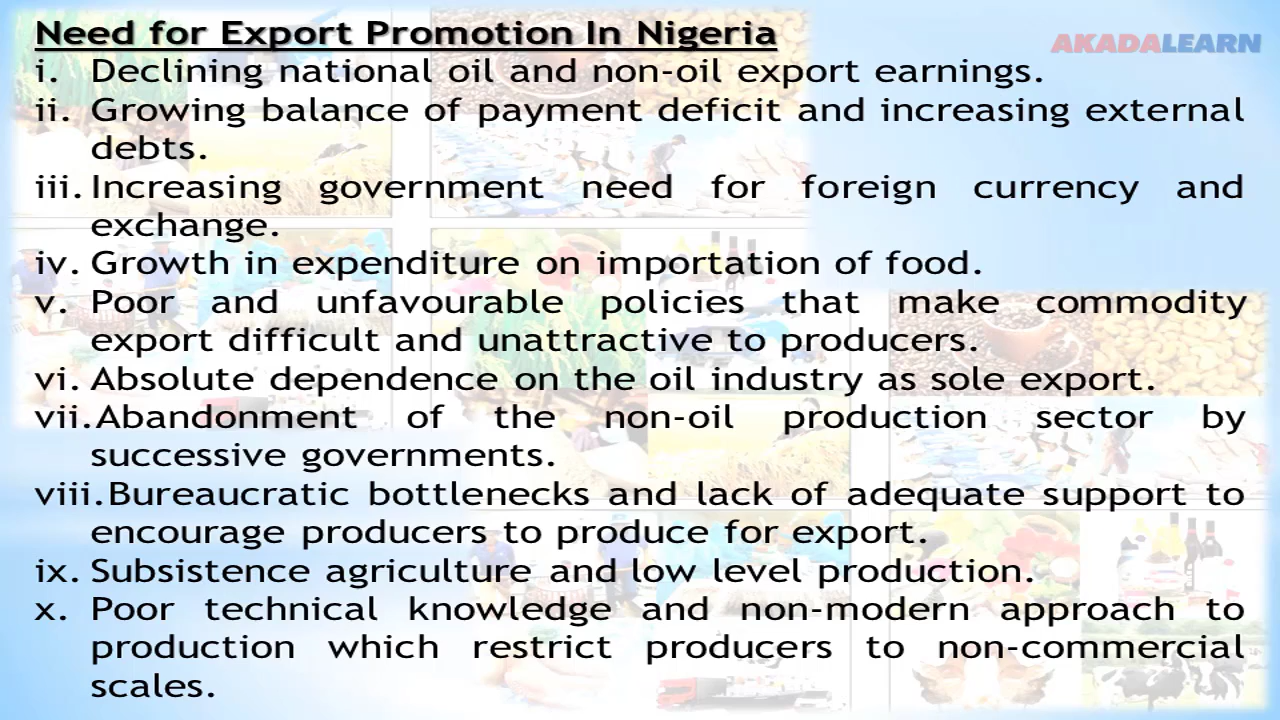 Need for Export Promotion In Nigeria
AKADALEARN
i. Declining national oil and non-oil export earnings.
ii. Growing balance of payment deficit and increasing external
debts.
iii. Increasing government need for foreign currency and
exchange.
iv. Growth in expenditure on importation of food.
v. Poor and unfavourable policies that make commodity
export difficult and unattractive to producers.
vi. Absolute dependence on the oil industry as sole export.
vii. Abandonment of the non-oil production sector by
successive governments.
viii. Bureaucratic bottlenecks and lack of adequate support to
encourage producers to produce for export.
ix. Subsistence agriculture and low level production.
x. Poor technical knowledge and non-modern approach to
production which restrict producers to non-commercial
scales.